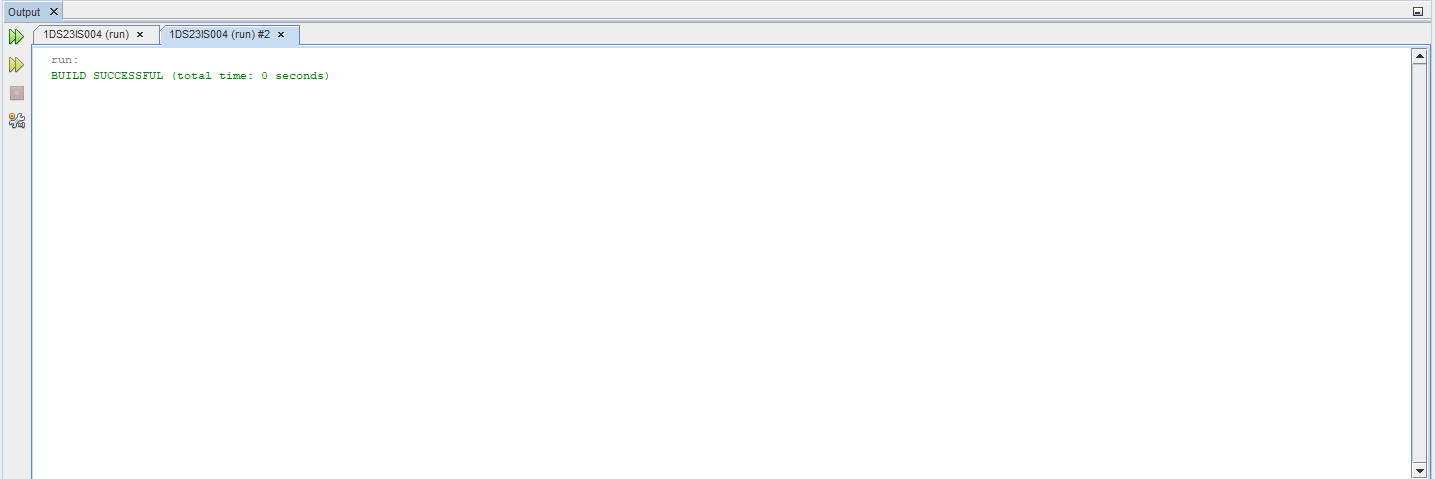 Output
1DS23IS004 (run)
1DS23IS004 (run) #2
run:
BUILD SUCCESSFUL (total time: 0 seconds)